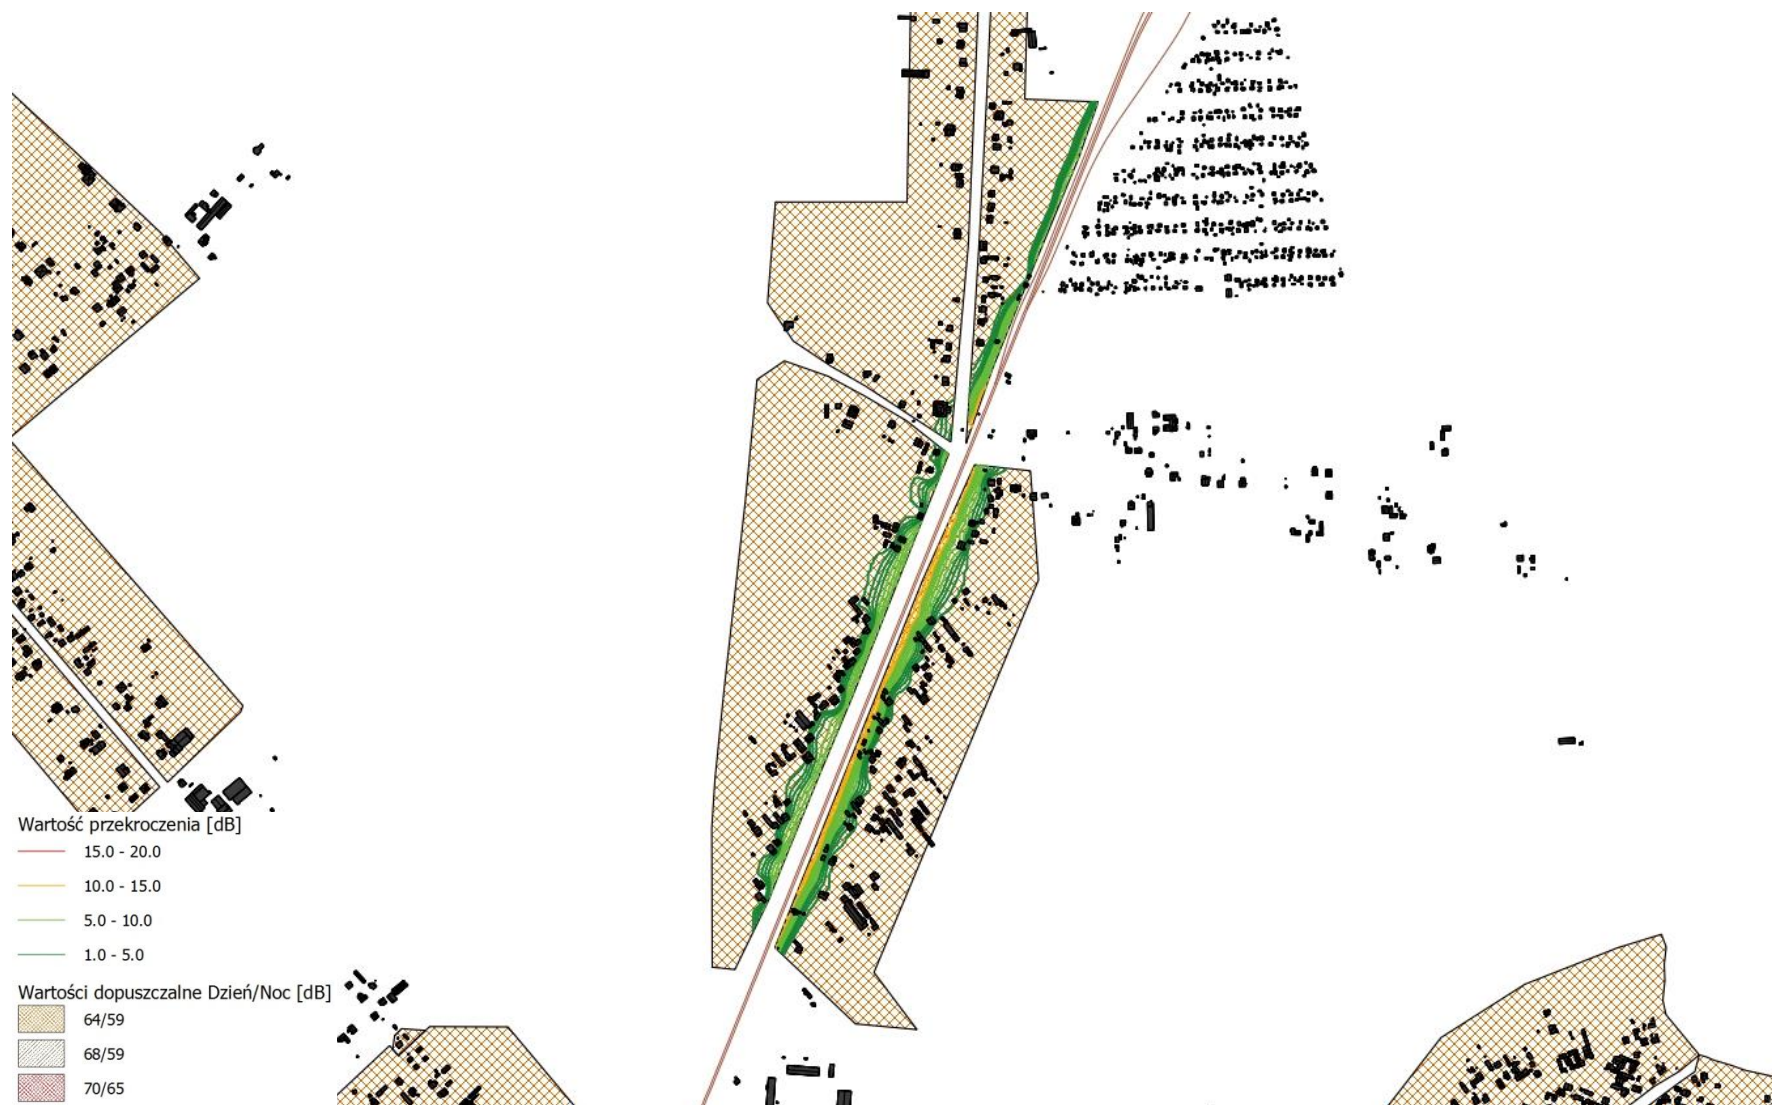 Wartość przekroczenia [dB]
15.0 - 20.0
10.0 - 15.0
5.0 - 10.0
1.0 - 5.0
Wartości dopuszczalne Dzień/Noc [dB]
64/59
68/59
70/65